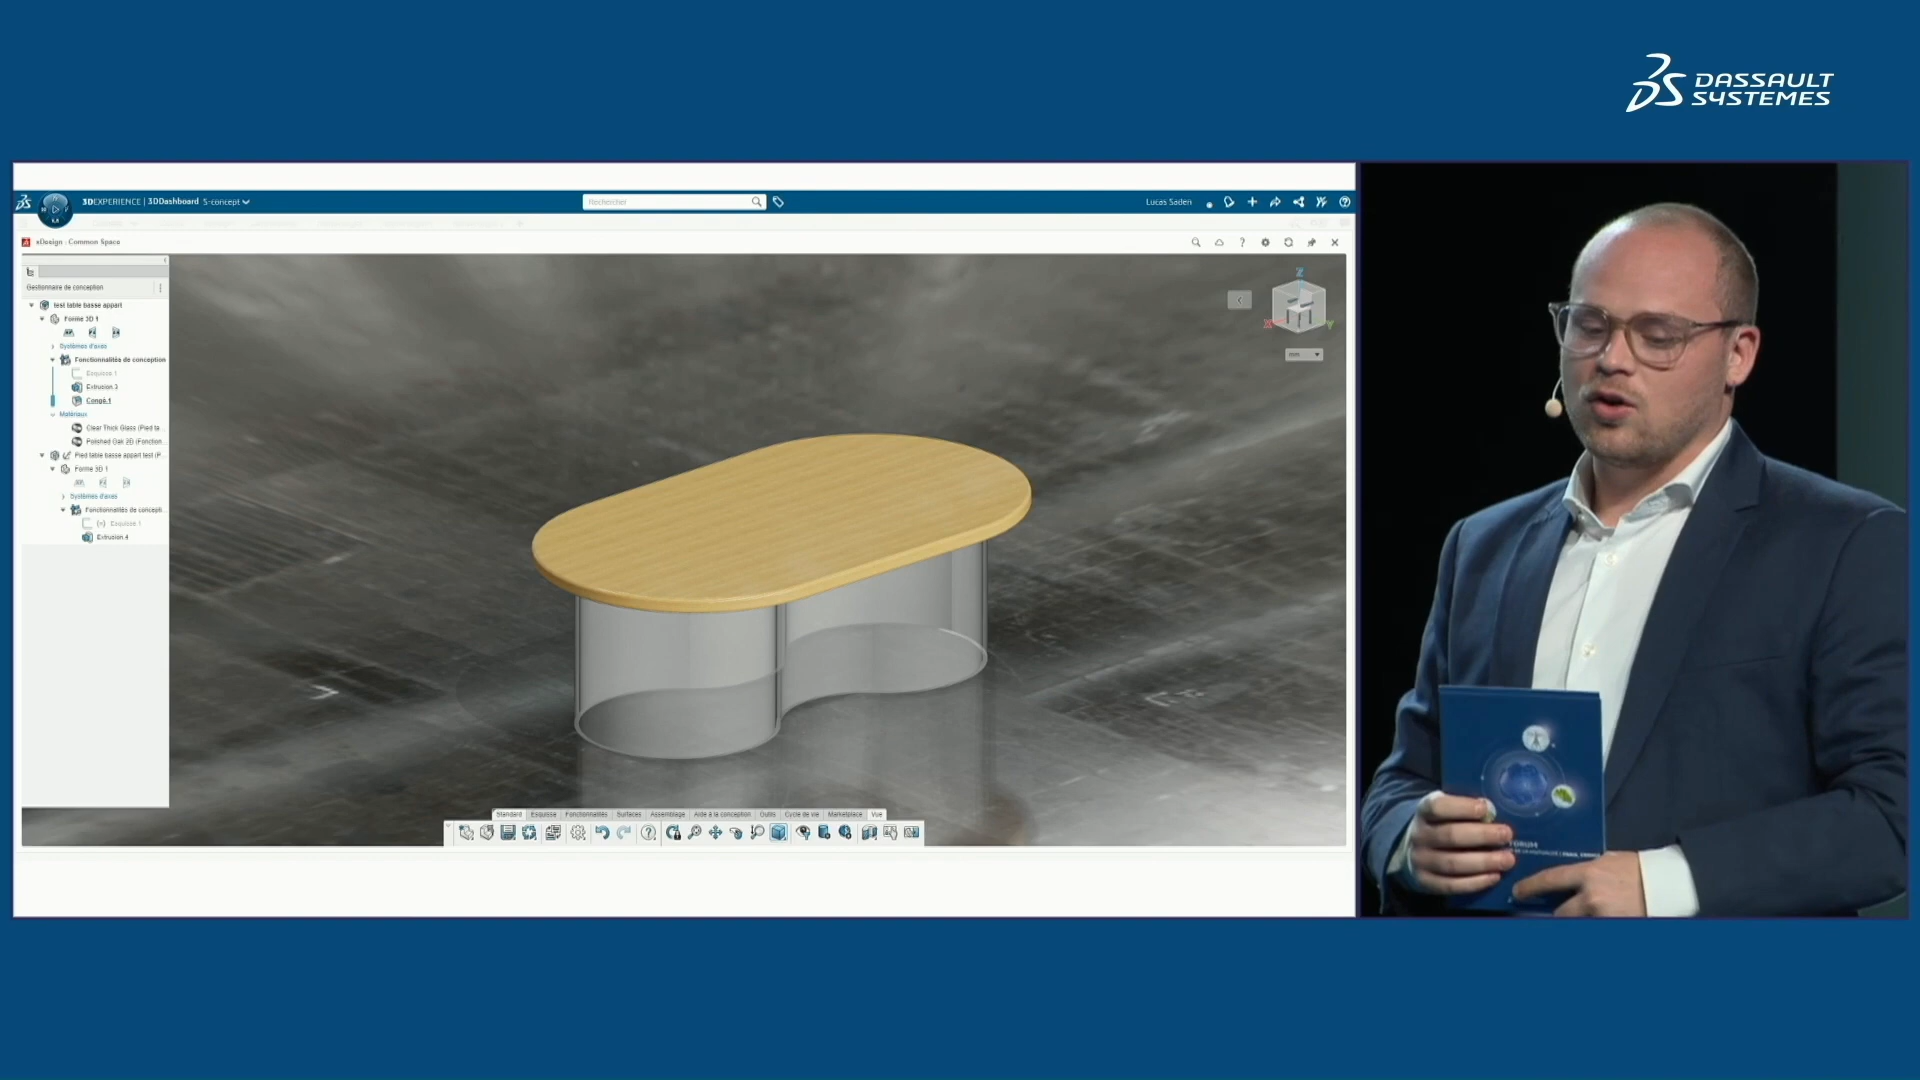 DASSAULT
SYSTEMES
3DEXPERIENCE | 3DDashboard S-concept
Rechercher
Lucas Saden
xDesign - Common Space
Gestionnaire de conception
test table basse appart
Forme 3D 1
Systèmes d'axes
Fonctionnalités de conception
Esquisse 1
Extrusion.3
Congé.1
Matériaux
Clear Thick Glass (Pied ta...
Polished Oak 2D (Fonction...
Pied table basse appart test (P...
Forme 3D 1
Systèmes d'axes
Fonctionnalités de concepti...
(+) Esquisse 1
Extrusion.4
Z
X
Y
mm
Standard Esquisse Fonctionnalités Surfaces Assemblage Aide à la conception Outils Cycle de vie Marketplace Vue
FORUM